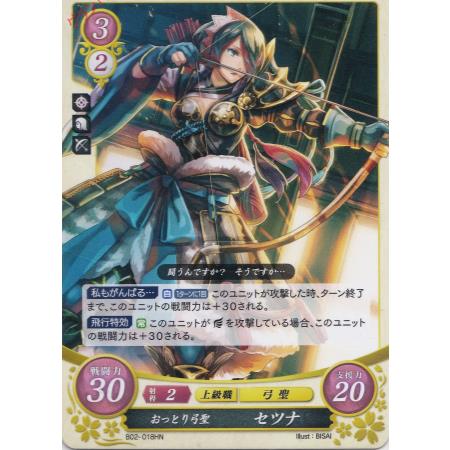 3
2
闘うんですか? そうですか…
私もがんばる… 自 1ターンに1回 このユニットが攻撃した時、ターン終了
まで、このユニットの戦闘力は+30される。
飛行特効 常 このユニットが を攻撃している場合、このユニット
の戦闘力は+30される。
戦闘力 30
射程 2
上級職
弓聖
支援力 20
おっとり弓聖 セツナ
B02-018HN
Illust : BISAI